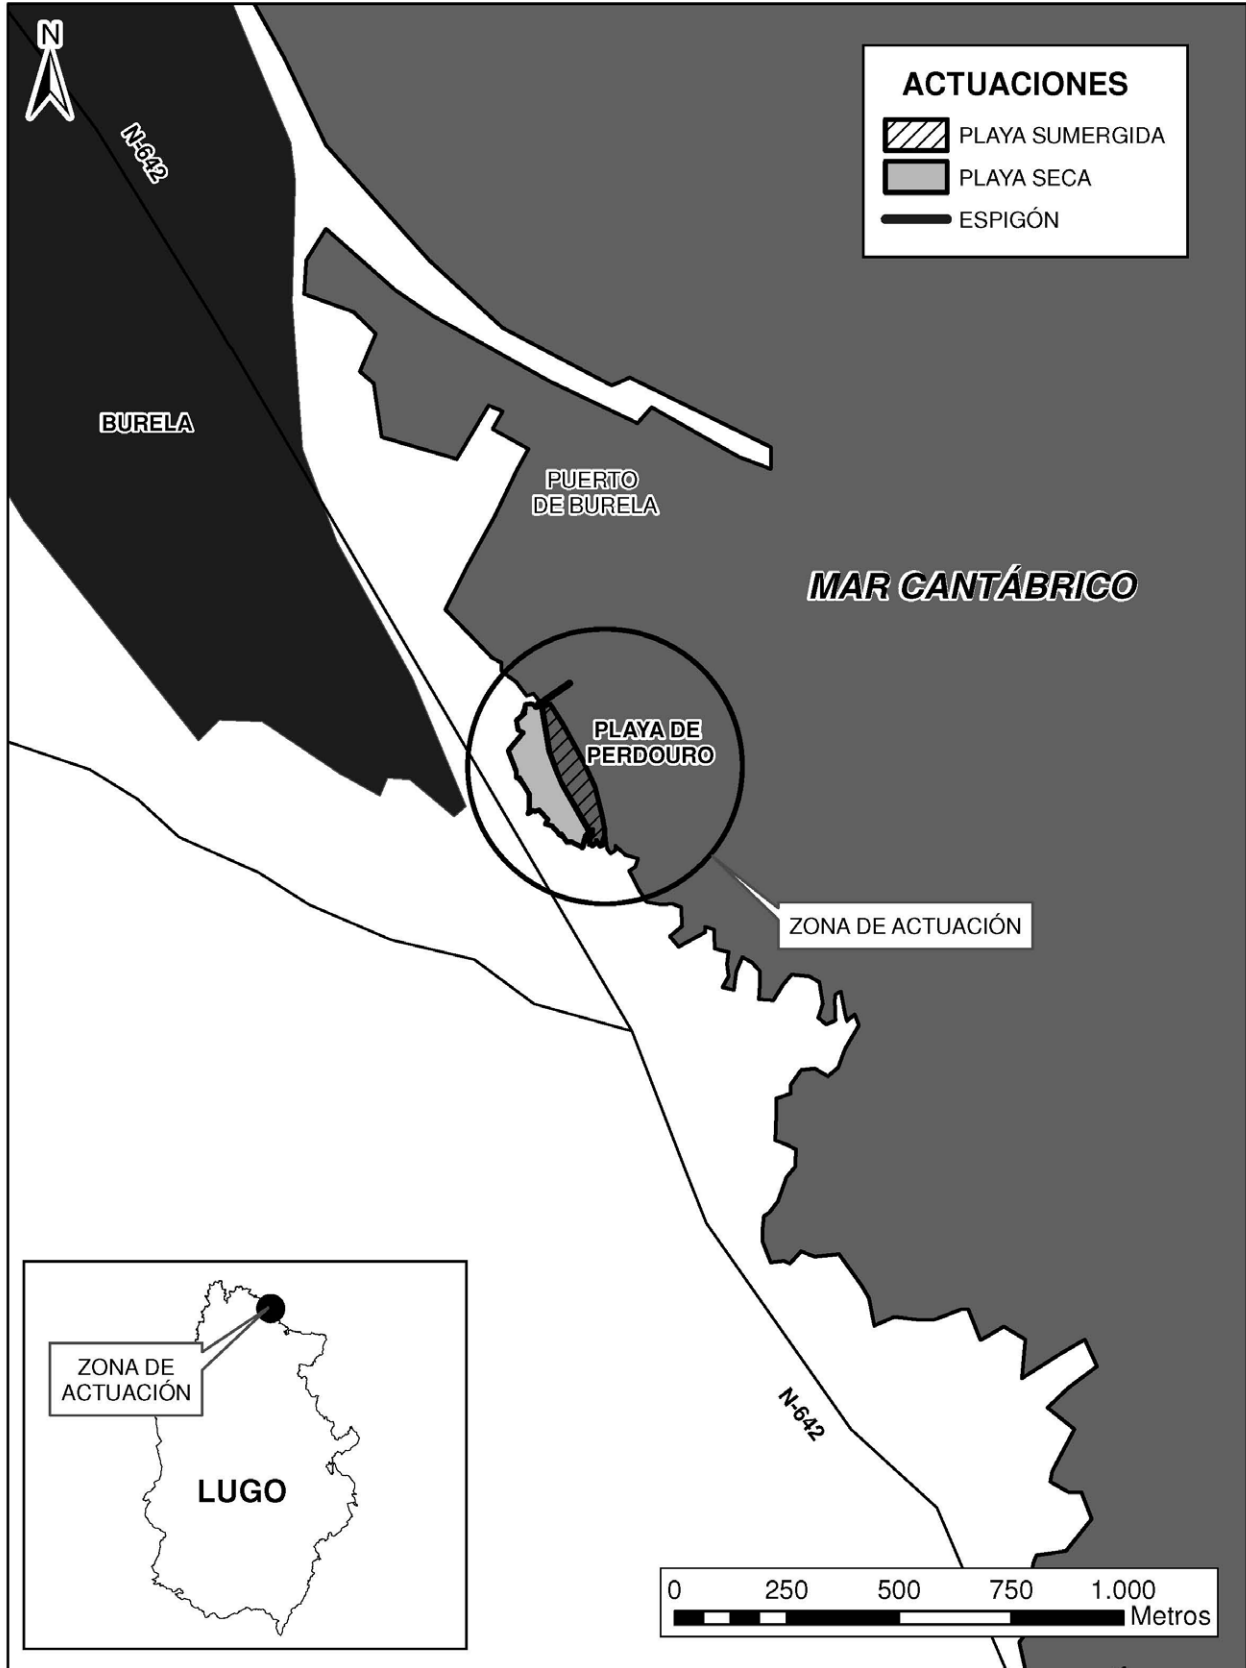 N
N-642
ACTUACIONES
PLAYA SUMERGIDA
PLAYA SECA
ESPIGÓN
BURELA
PUERTO
DE BURELA
MAR CANTÁBRICO
PLAYA DE
PERDOURO
ZONA DE ACTUACIÓN
ZONA DE
ACTUACIÓN
LUGO
N-642
0 250 500 750 1.000
Metros